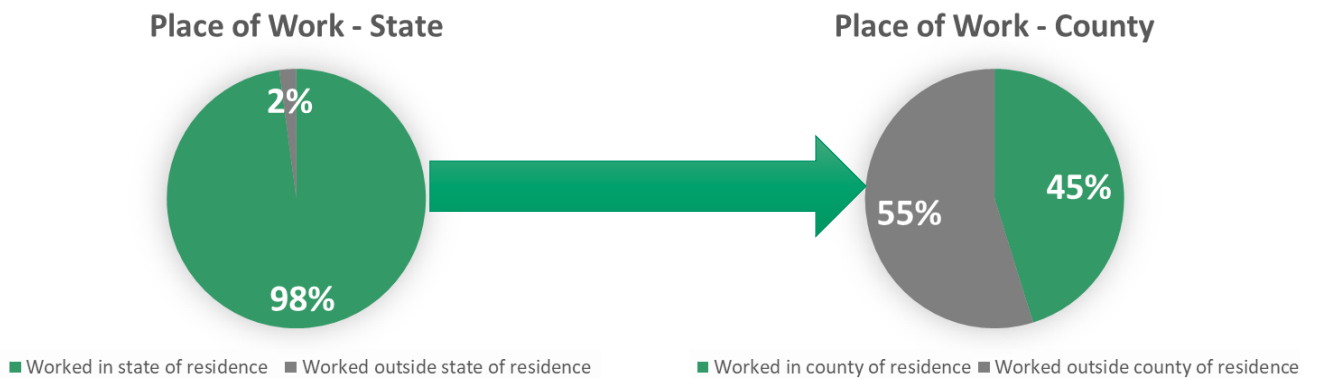 Place of Work - State
2%
98%
Worked in state of residence
Worked outside state of residence
Place of Work - County
45%
55%
Worked in county of residence
Worked outside county of residence